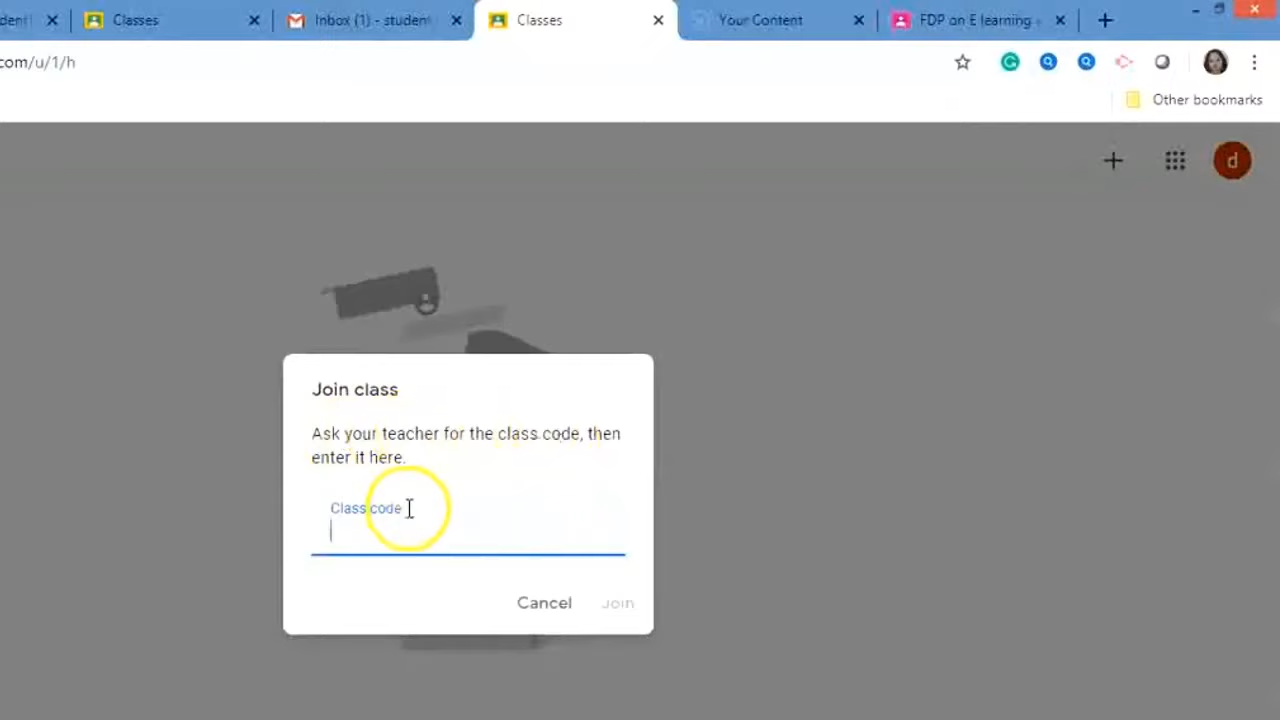 Classes
Inbox (1) - student
Classes
Your Content
FDP on E learning
com/u/1/h
Other bookmarks
d
Join class
Ask your teacher for the class code, then
enter it here.
Class code
Cancel Join